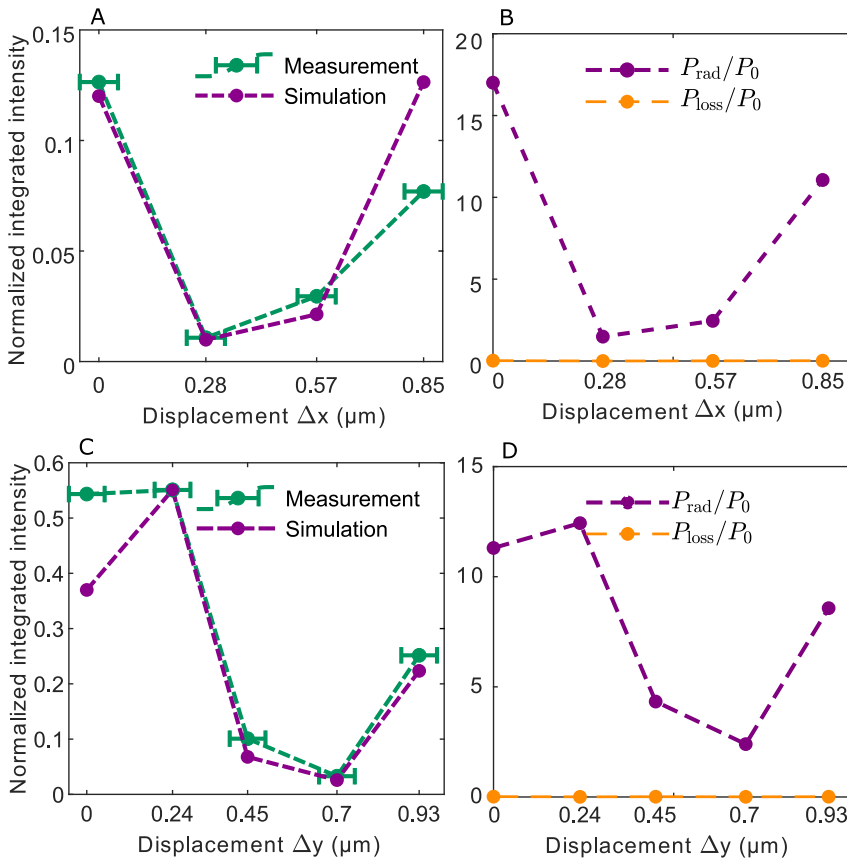 A
Normalized integrated intensity
0.15
0.1
0.05
0
Measurement
Simulation
0
0.28
0.57
0.85
Displacement Δx (μm)
B
20
15
10
5
0
P_rad/P_0
P_loss/P_0
0
0.28
0.57
0.85
Displacement Δx (μm)
C
Normalized integrated intensity
0.6
0.5
0.4
0.3
0.2
0.1
0
Measurement
Simulation
0
0.24
0.45
0.7
0.93
Displacement Δy (μm)
D
15
10
5
0
P_rad/P_0
P_loss/P_0
0
0.24
0.45
0.7
0.93
Displacement Δy (μm)